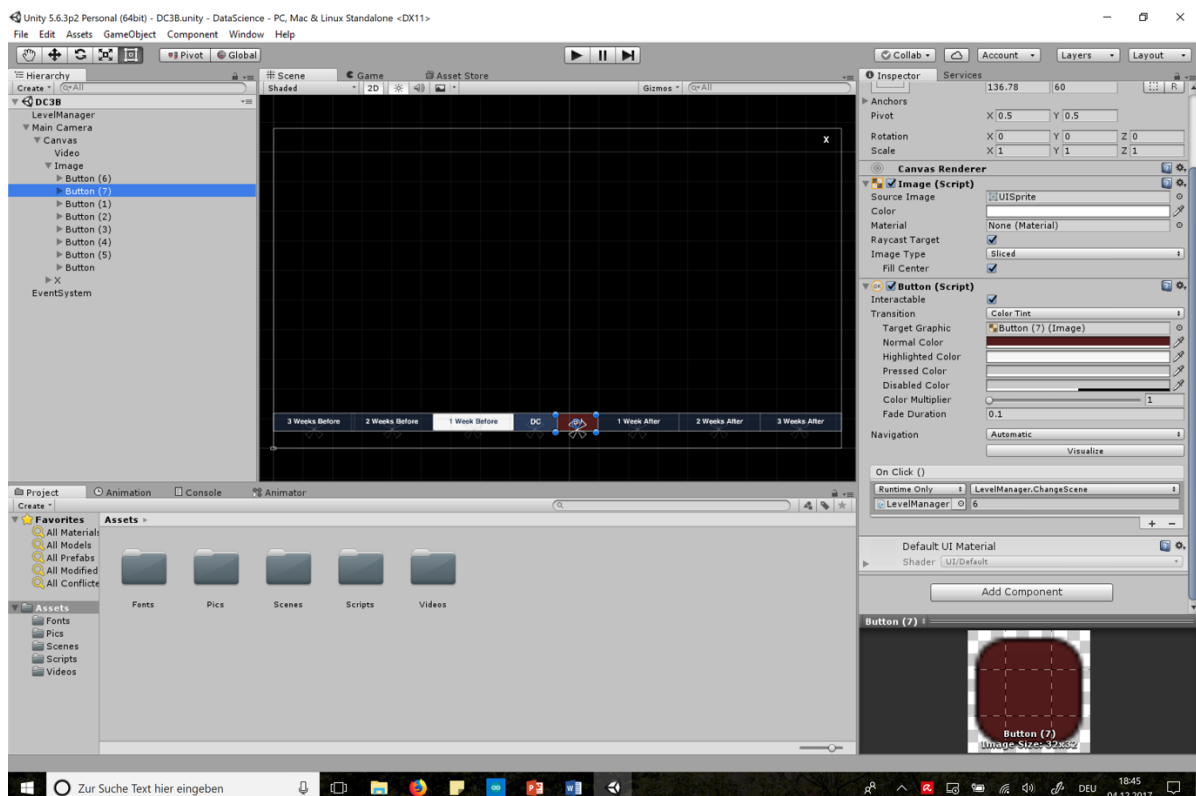 Unity 5.6.3p2 Personal (64bit) - DC3B.unity - DataScience - PC, Mac & Linux Standalone <DX11>
File Edit Assets GameObject Component Window Help
Pivot Global Collab Account Layers Layout
Hierarchy
Create All
DC3B
LevelManager
Main Camera
Canvas
Video
Image
Button (6)
Button (7)
Button (1)
Button (2)
Button (3)
Button (4)
Button (5)
Button
X
EventSystem
Scene Game Asset Store
Shaded 2D Gizmos All
X
3 Weeks Before 2 Weeks Before 1 Week Before DC 1 Week After 2 Weeks After 3 Weeks After
Inspector Services
136.78 60 R
Anchors
Pivot X 0.5 Y 0.5
Rotation X 0 Y 0 Z 0
Scale X 1 Y 1 Z 1
Canvas Renderer
Image (Script)
Source Image UISprite
Color
Material None (Material)
Raycast Target
Image Type Sliced
Fill Center
Button (Script)
Interactable
Transition Color Tint
Target Graphic Button (7) (Image)
Normal Color
Highlighted Color
Pressed Color
Disabled Color
Color Multiplier 1
Fade Duration 0.1
Navigation Automatic
Visualize
On Click ()
Runtime Only LevelManager.ChangeScene
LevelManager 6
+ -
Default UI Material
Shader UI/Default
Add Component
Button (7)
Button (7)
Image Size: 32x32
Project Animation Console Animator
Create
Favorites
All Materials
All Models
All Prefabs
All Modified
All Conflicte
Assets
Fonts
Pics
Scenes
Scripts
Videos
Assets
Fonts Pics Scenes Scripts Videos
Zur Suche Text hier eingeben
DEU
18:45
04.12.2017